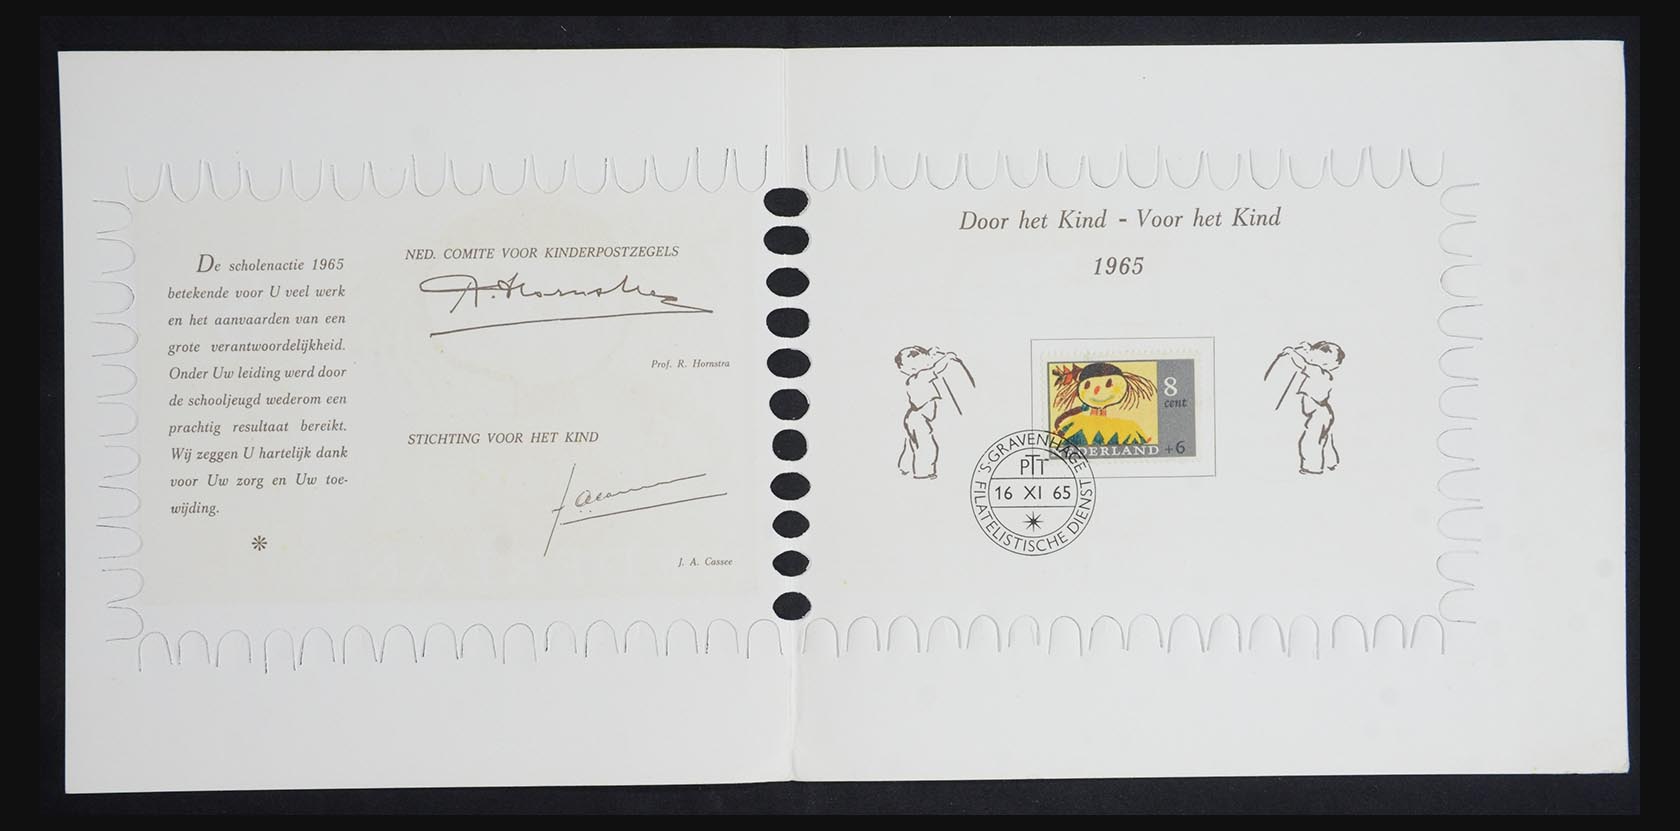 De scholenactie 1965
betekende voor U veel werk
en het aanvaarden van een
grote verantwoordelijkheid.
Onder Uw leiding werd door
de schooljeugd wederom een
prachtig resultaat bereikt.
Wij zeggen U hartelijk dank
voor Uw zorg en Uw toe-
wijding.
NED. COMITE VOOR KINDERPOSTZEGELS
R. Hornstra
Prof. R. Hornstra
STICHTING VOOR HET KIND
J. A. Cassee
Door het Kind - Voor het Kind
1965
8
cent
NEDERLAND +6
'S-GRAVENHAGE
PTT
16 XI 65
FILATELISTISCHE DIENST